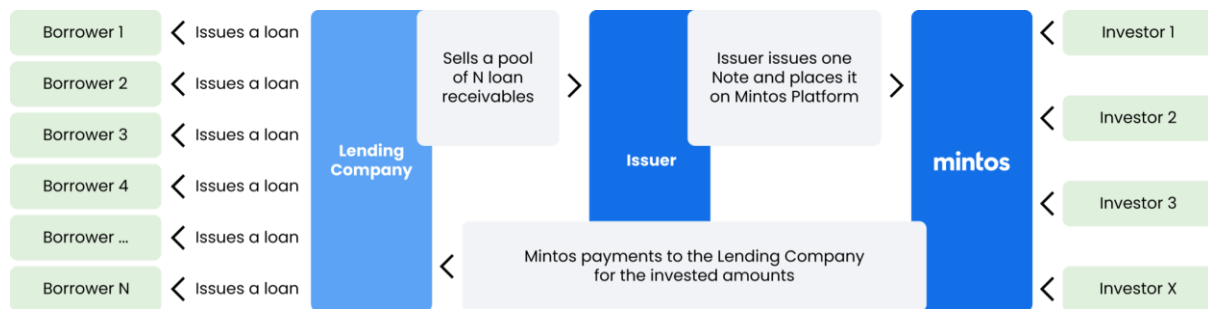 Borrower 1
Issues a loan
Borrower 2
Issues a loan
Borrower 3
Issues a loan
Borrower 4
Issues a loan
Borrower ...
Issues a loan
Borrower N
Issues a loan
Lending
Company
Sells a pool
of N loan
receivables
Issuer
Issuer issues one
Note and places it
on Mintos Platform
Mintos payments to the Lending Company
for the invested amounts
mintos
Investor 1
Investor 2
Investor 3
Investor X